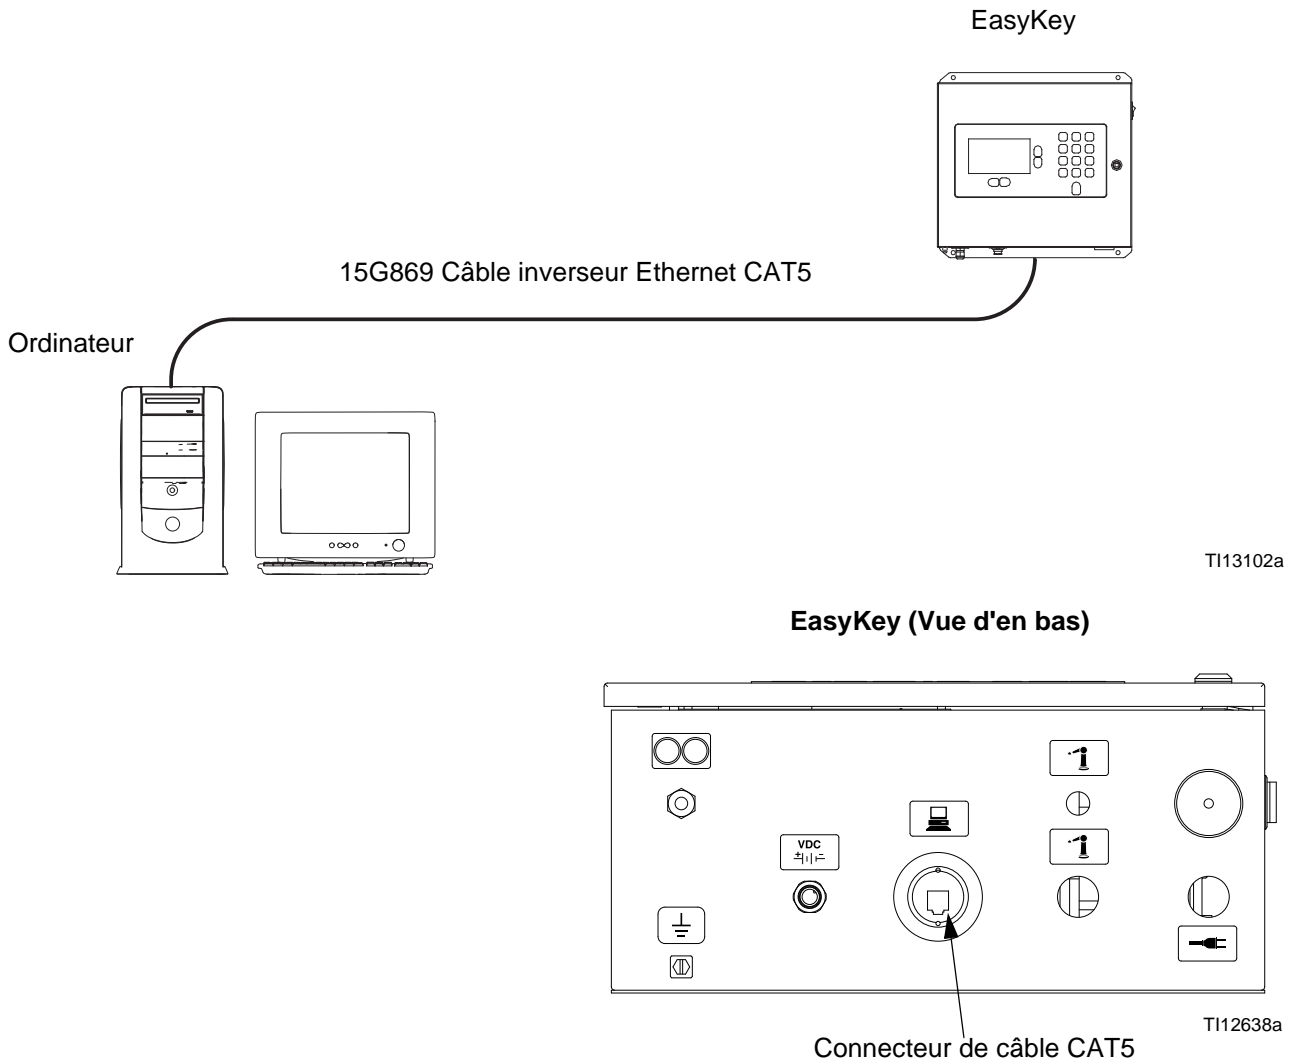 EasyKey
15G869 Câble inverseur Ethernet CAT5
Ordinateur
TI13102a
EasyKey (Vue d'en bas)
VDC
TI12638a
Connecteur de câble CAT5